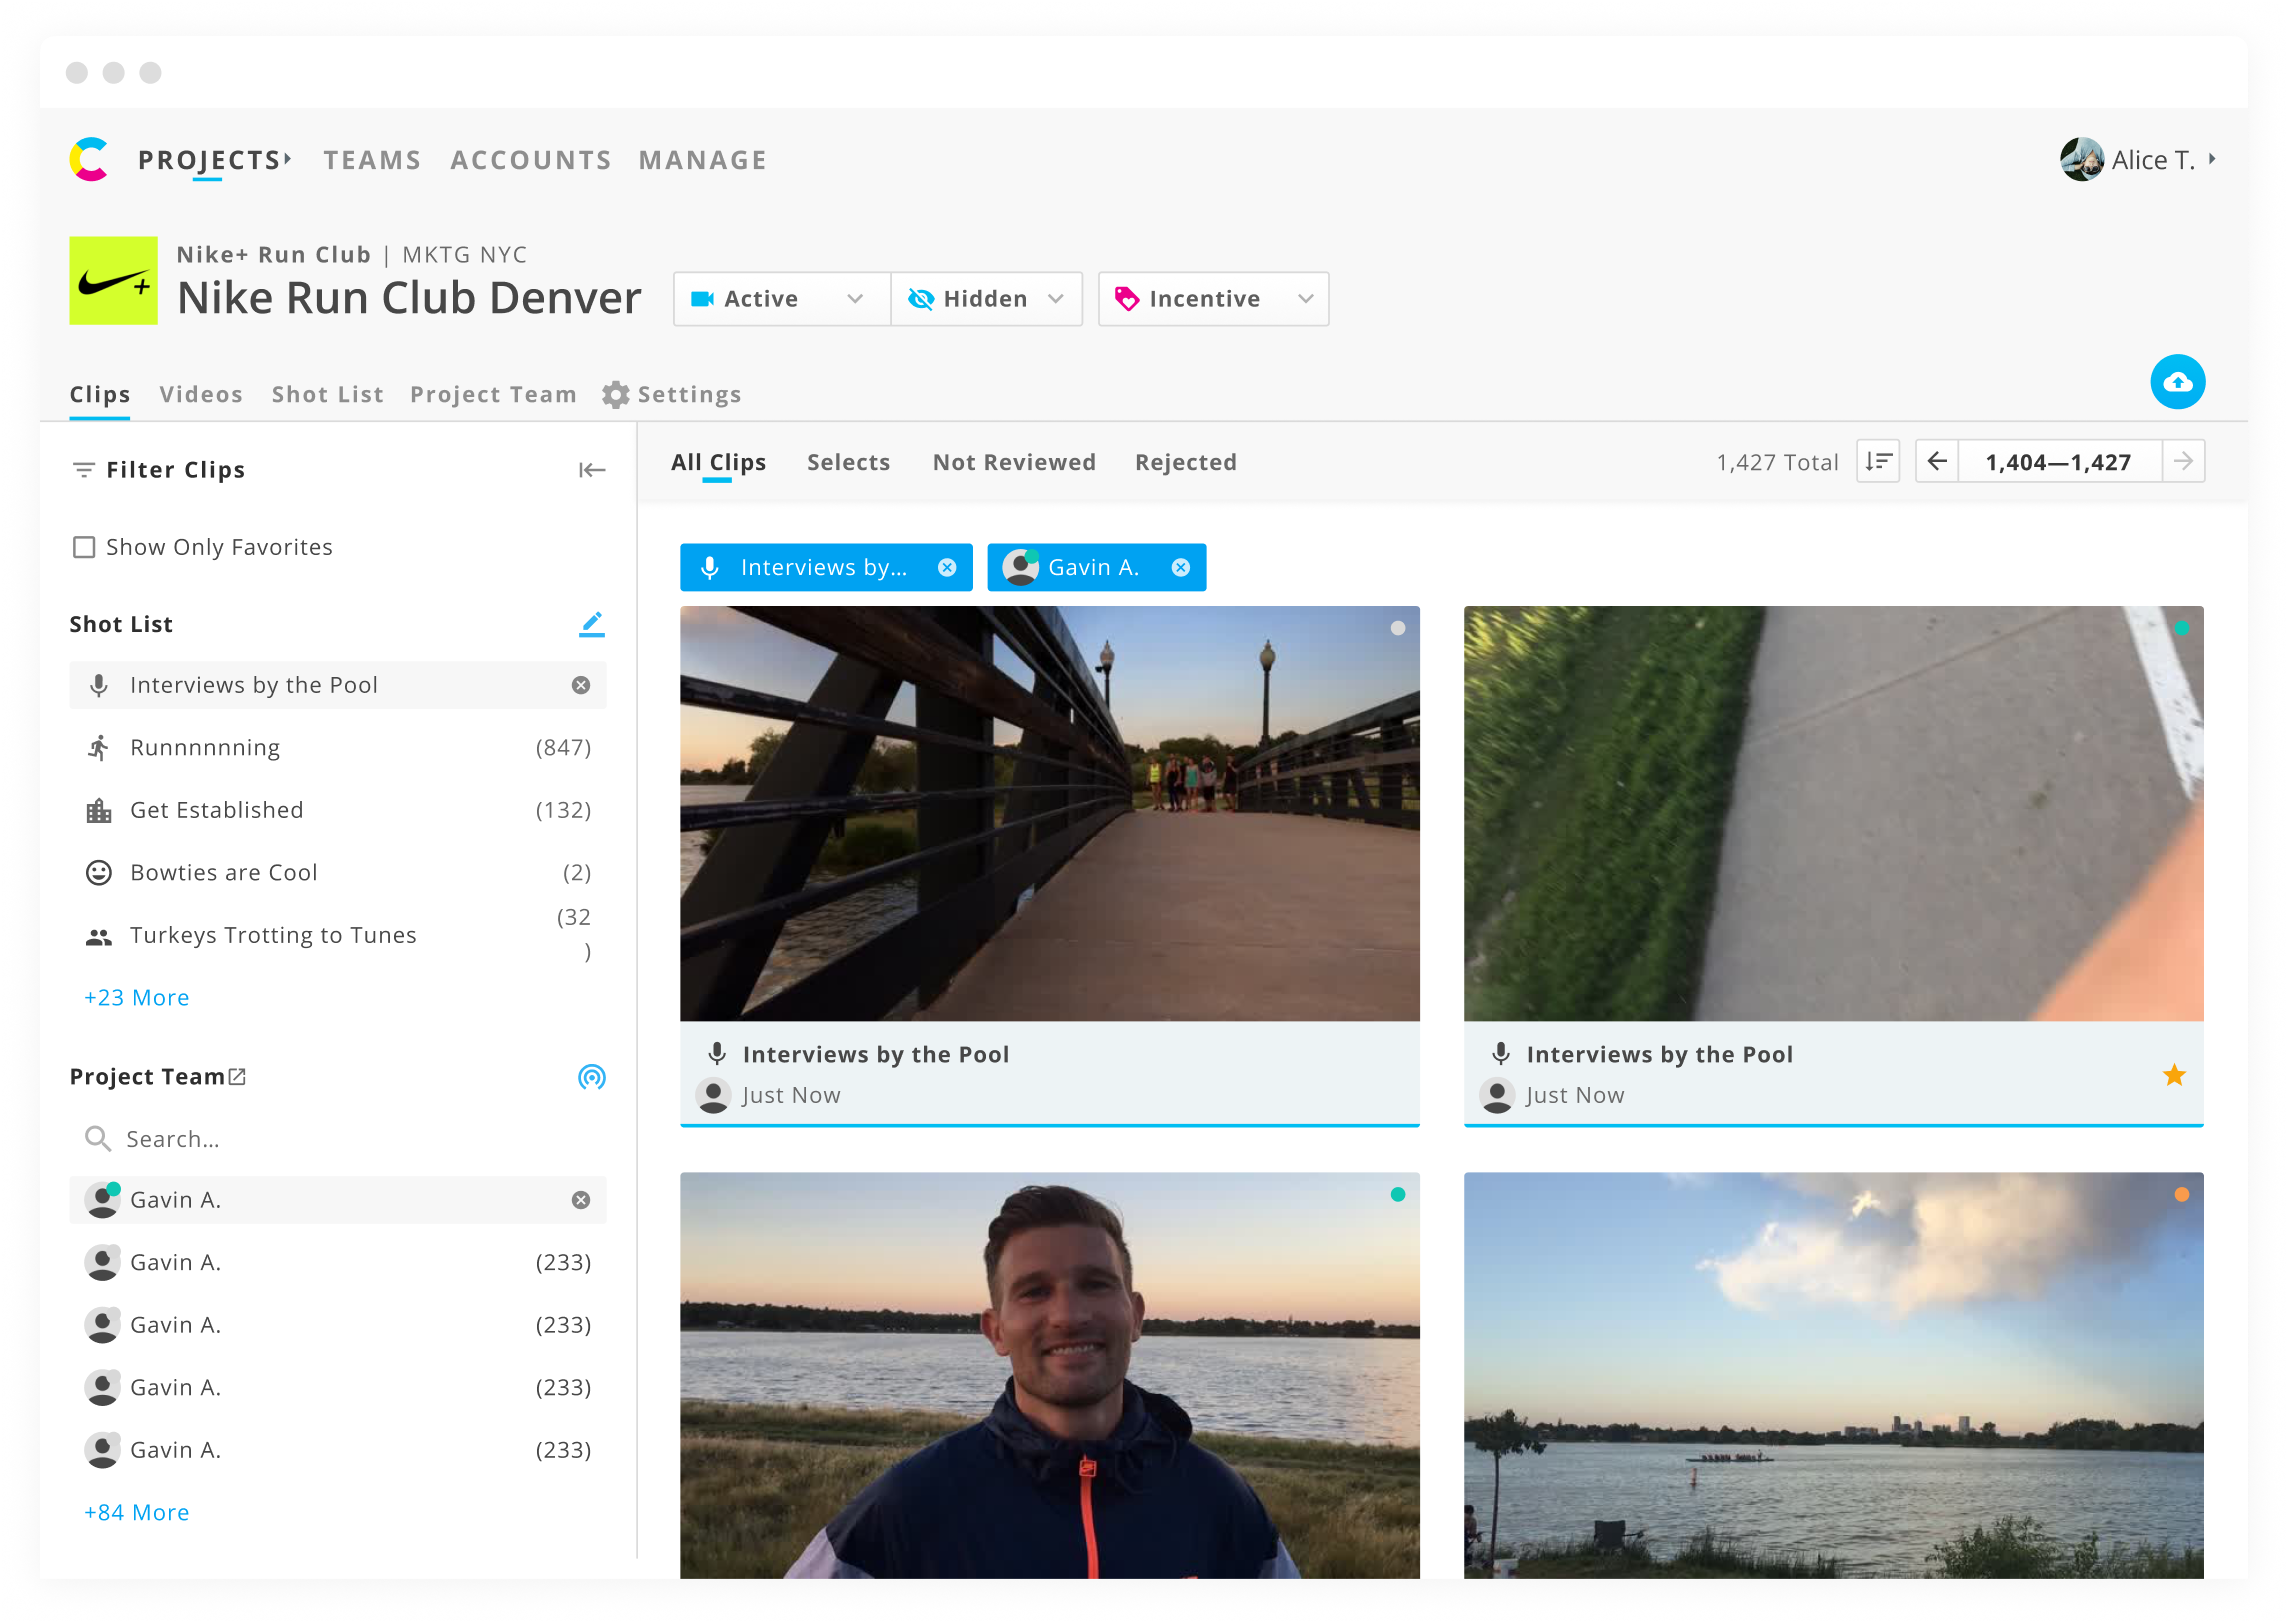 PROJECTS TEAMS ACCOUNTS MANAGE
Alice T.
Nike+ Run Club | MKTG NYC
Nike Run Club Denver
Active
Hidden
Incentive
Clips Videos Shot List Project Team Settings
Filter Clips
Show Only Favorites
Shot List
Interviews by the Pool
Runnnnnning (847)
Get Established (132)
Bowties are Cool (2)
Turkeys Trotting to Tunes (32
)
+23 More
Project Team
Search...
Gavin A.
Gavin A. (233)
Gavin A. (233)
Gavin A. (233)
Gavin A. (233)
+84 More
All Clips Selects Not Reviewed Rejected
1,427 Total
1,404—1,427
Interviews by...
Gavin A.
Interviews by the Pool
Just Now
Interviews by the Pool
Just Now